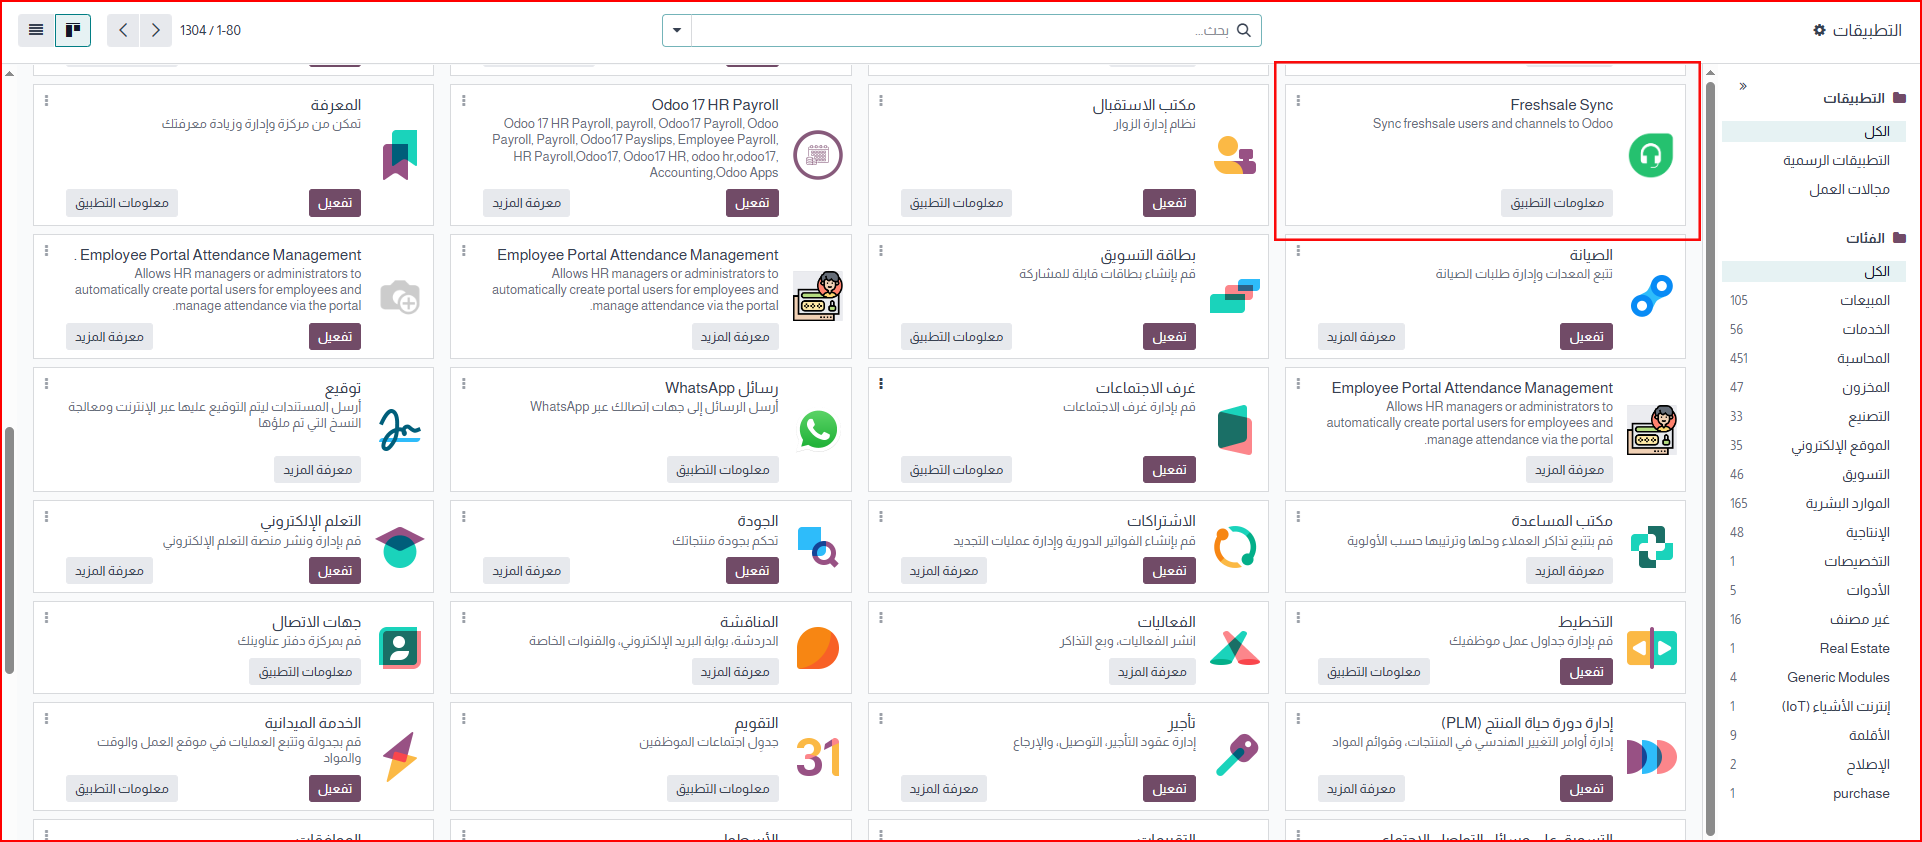 التطبيقات
بحث...
1304 / 1-80
التطبيقات
الكل
التطبيقات الرسمية
مجالات العمل
الفئات
الكل
المبيعات 105
الخدمات 56
المحاسبة 451
المخزون 47
التصنيع 33
الموقع الإلكتروني 35
التسويق 46
الموارد البشرية 165
الإنتاجية 48
التخصيصات 1
الأدوات 5
غير مصنف 16
Real Estate 1
Generic Modules 4
إنترنت الأشياء (IoT) 1
الأقلمة 9
الإصلاح 2
purchase 1
Freshsale Sync
Sync freshsale users and channels to Odoo
معلومات التطبيق
مكتب الاستقبال
نظام إدارة الزوار
تفعيل
معلومات التطبيق
Odoo 17 HR Payroll
Odoo 17 HR Payroll, payroll, Odoo17 Payroll, Odoo
Payroll, Payroll, Odoo17 Payslips, Employee Payroll,
HR Payroll,Odoo17, Odoo17 HR, odoo hr,odoo17,
Accounting,Odoo Apps
تفعيل
معرفة المزيد
المعرفة
تمكن من مركزة وإدارة وزيادة معرفتك
تفعيل
معلومات التطبيق
الصيانة
تتبع المعدات وإدارة طلبات الصيانة
تفعيل
معرفة المزيد
بطاقة التسويق
قم بإنشاء بطاقات قابلة للمشاركة
تفعيل
معلومات التطبيق
Employee Portal Attendance Management
Allows HR managers or administrators to
automatically create portal users for employees and
.manage attendance via the portal
معرفة المزيد
. Employee Portal Attendance Management
Allows HR managers or administrators to
automatically create portal users for employees and
.manage attendance via the portal
تفعيل
معرفة المزيد
Employee Portal Attendance Management
Allows HR managers or administrators to
automatically create portal users for employees and
.manage attendance via the portal
معرفة المزيد
غرف الاجتماعات
قم بإدارة غرف الاجتماعات
تفعيل
معلومات التطبيق
رسائل WhatsApp
أرسل الرسائل إلى جهات اتصالك عبر WhatsApp
معلومات التطبيق
توقيع
أرسل المستندات ليتم التوقيع عليها عبر الإنترنت ومعالجة
النسخ التي تم ملؤها
معرفة المزيد
مكتب المساعدة
قم بتتبع تذاكر العملاء وحلها وترتيبها حسب الأولوية
معرفة المزيد
الاشتراكات
قم بإنشاء الفواتير الدورية وإدارة عمليات التجديد
تفعيل
معرفة المزيد
الجودة
تحكم بجودة منتجاتك
تفعيل
معرفة المزيد
التعلم الإلكتروني
قم بإدارة ونشر منصة التعلم الإلكتروني
تفعيل
معرفة المزيد
التخطيط
قم بإدارة جداول عمل موظفيك
تفعيل
معلومات التطبيق
الفعاليات
انشر الفعاليات، وبع التذاكر
معرفة المزيد
المناقشة
الدردشة، بوابة البريد الإلكتروني، والقنوات الخاصة
معرفة المزيد
جهات الاتصال
قم بمركزة دفتر عناوينك
معلومات التطبيق
إدارة دورة حياة المنتج (PLM)
إدارة أوامر التغيير الهندسي في المنتجات، وقوائم المواد
تفعيل
معرفة المزيد
تأجير
إدارة عقود التأجير، التوصيل، والإرجاع
تفعيل
معرفة المزيد
31
التقويم
جدول اجتماعات الموظفين
معلومات التطبيق
الخدمة الميدانية
قم بجدولة وتتبع العمليات في موقع العمل والوقت
والمواد
تفعيل
معلومات التطبيق